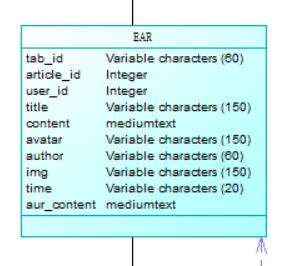 EAR
tab_id Variable characters (60)
article_id Integer
user_id Integer
title Variable characters (150)
content mediumtext
avatar Variable characters (150)
author Variable characters (60)
img Variable characters (150)
time Variable characters (20)
aur_content mediumtext